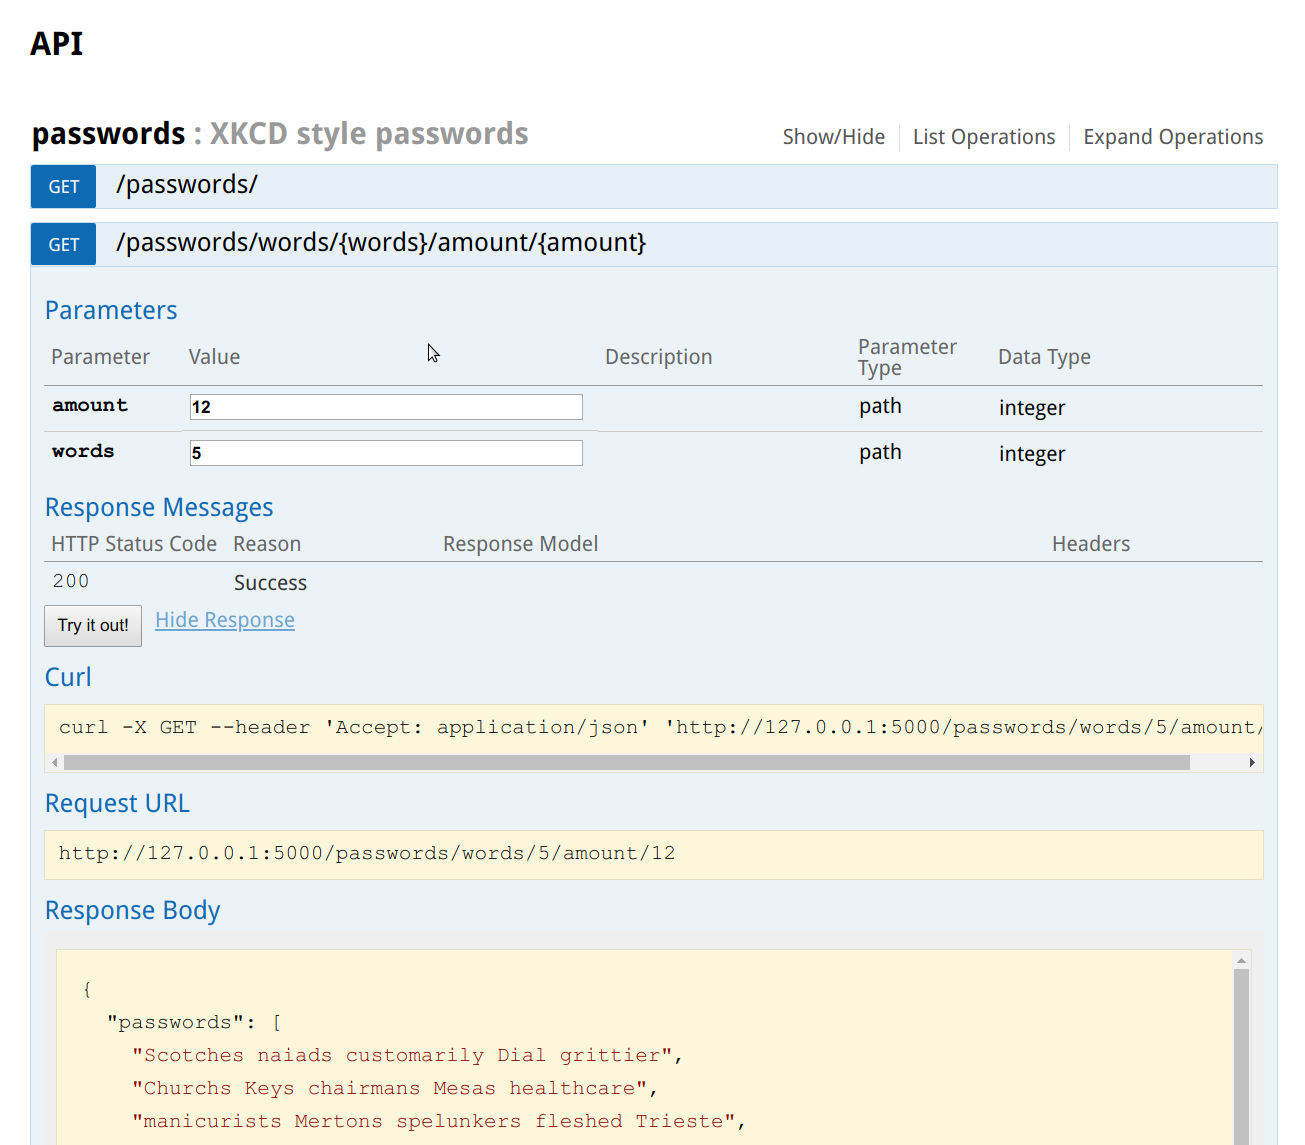 API
passwords : XKCD style passwords Show/Hide List Operations Expand Operations
GET /passwords/
GET /passwords/words/{words}/amount/{amount}
Parameters
Parameter Value Description Parameter Type Data Type
amount 12 path integer
words 5 path integer
Response Messages
HTTP Status Code Reason Response Model Headers
200 Success
Try it out! Hide Response
Curl
curl -X GET --header 'Accept: application/json' 'http://127.0.0.1:5000/passwords/words/5/amount/
Request URL
http://127.0.0.1:5000/passwords/words/5/amount/12
Response Body
{
"passwords": [
"Scotches naiads customarily Dial grittier",
"Churchs Keys chairmans Mesas healthcare",
"manicurists Mertons spelunkers fleshed Trieste",